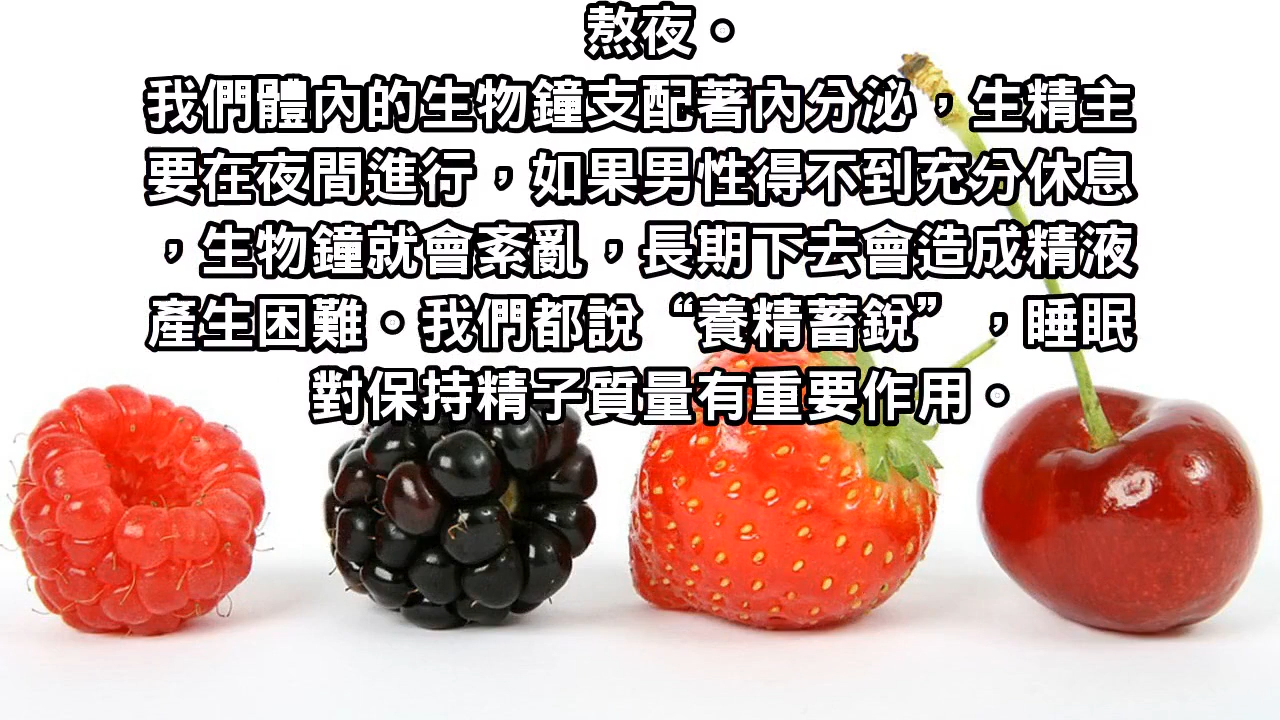 熬夜。
我們體內的生物鐘支配著內分泌，生精主
要在夜間進行，如果男性得不到充分休息
，生物鐘就會紊亂，長期下去會造成精液
產生困難。我們都說“養精蓄銳”，睡眠
對保持精子質量有重要作用。